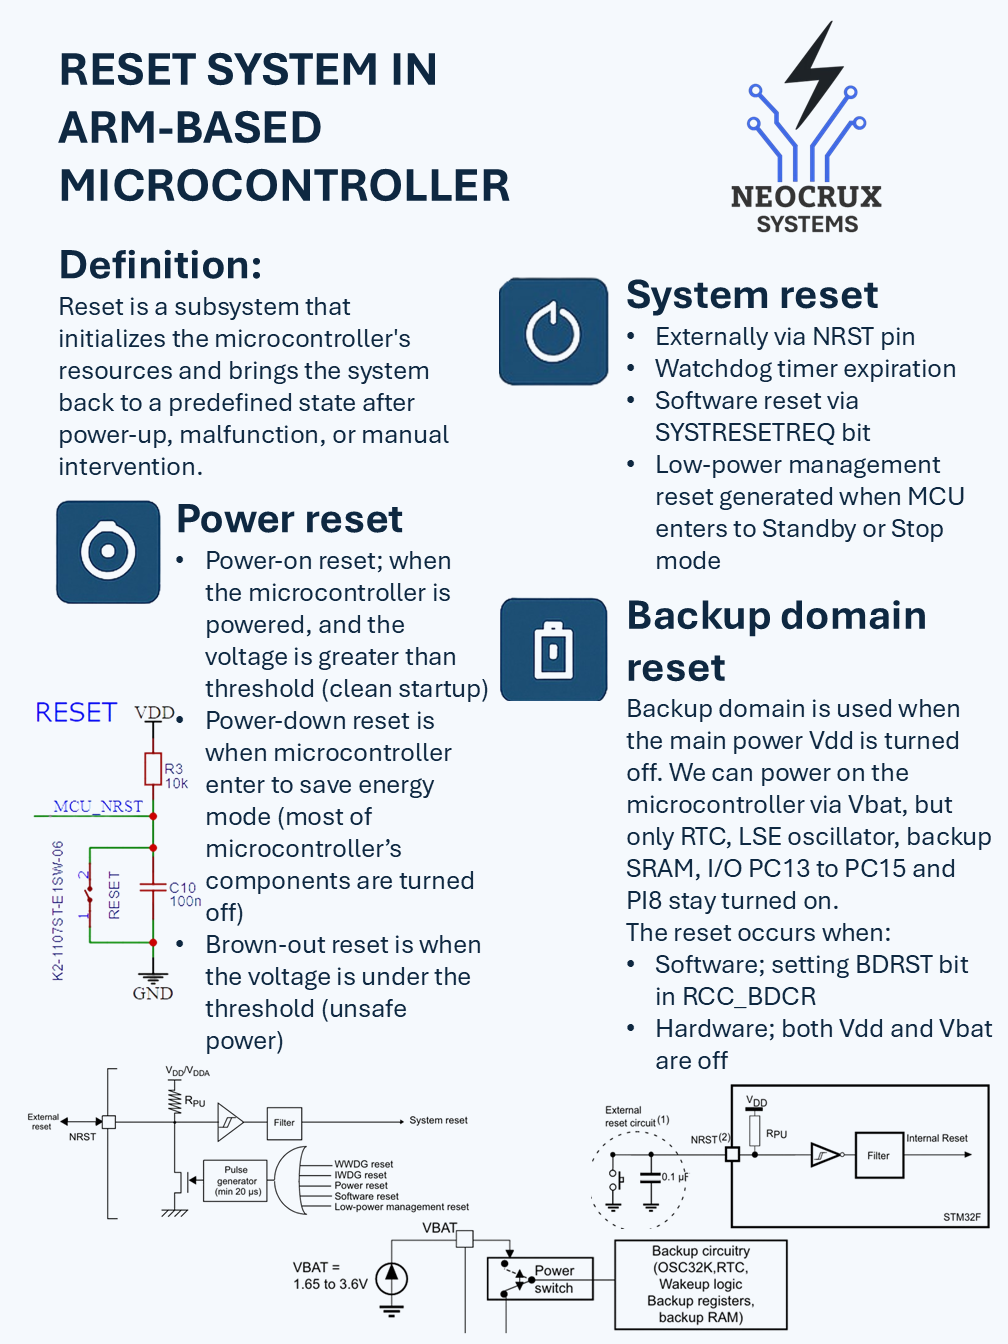 RESET SYSTEM IN
ARM-BASED
MICROCONTROLLER
NEOCRUX
SYSTEMS
Definition:
Reset is a subsystem that
initializes the microcontroller's
resources and brings the system
back to a predefined state after
power-up, malfunction, or manual
intervention.
System reset
• Externally via NRST pin
• Watchdog timer expiration
• Software reset via
SYSTRESETREQ bit
• Low-power management
reset generated when MCU
enters to Standby or Stop
mode
Power reset
• Power-on reset; when
the microcontroller is
powered, and the
voltage is greater than
threshold (clean startup)
• Power-down reset is
when microcontroller
enter to save energy
mode (most of
microcontroller’s
components are turned
off)
• Brown-out reset is when
the voltage is under the
threshold (unsafe
power)
Backup domain
reset
Backup domain is used when
the main power Vdd is turned
off. We can power on the
microcontroller via Vbat, but
only RTC, LSE oscillator, backup
SRAM, I/O PC13 to PC15 and
PI8 stay turned on.
The reset occurs when:
• Software; setting BDRST bit
in RCC_BDCR
• Hardware; both Vdd and Vbat
are off
RESET
VDD
R3
10k
MCU_NRST
K2-1107ST-E1SW-06
2
1
RESET
C10
100n
GND
VDD/VDDA
RPU
External
reset
NRST
Filter
System reset
Pulse
generator
(min 20 µs)
WWDG reset
IWDG reset
Power reset
Software reset
Low-power management reset
External
reset circuit(1)
NRST(2)
VDD
RPU
0.1 µF
Filter
Internal Reset
STM32F
VBAT
VBAT =
1.65 to 3.6V
Power
switch
Backup circuitry
(OSC32K,RTC,
Wakeup logic
Backup registers,
backup RAM)